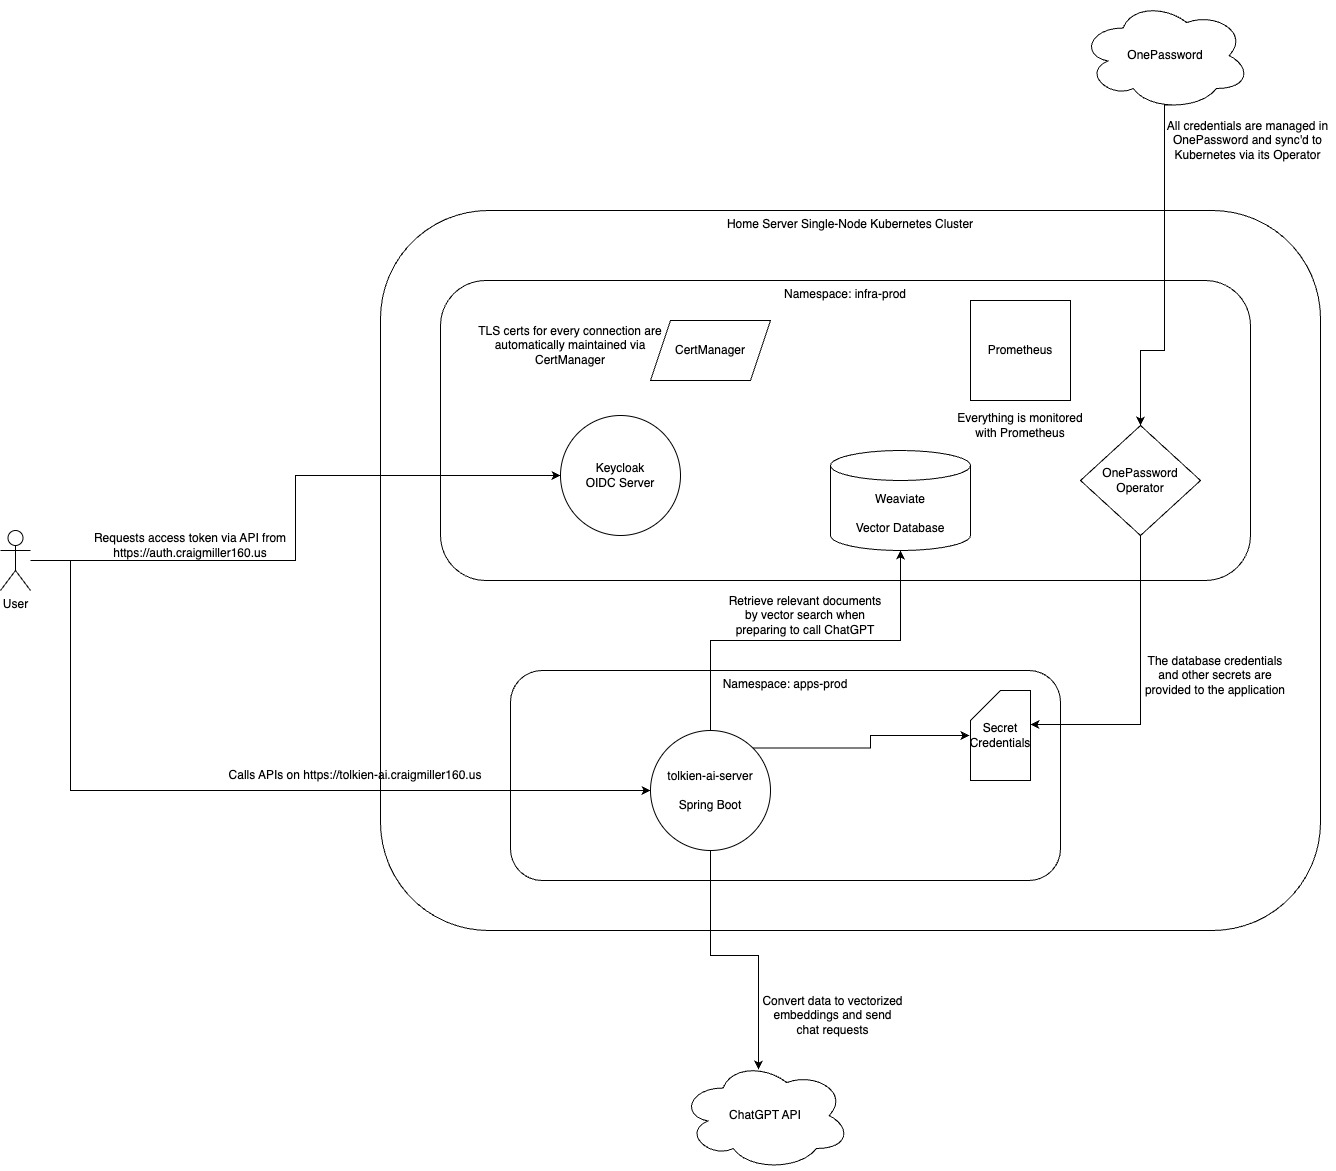 OnePassword
All credentials are managed in
OnePassword and sync'd to
Kubernetes via its Operator
Home Server Single-Node Kubernetes Cluster
Namespace: infra-prod
TLS certs for every connection are
automatically maintained via
CertManager
CertManager
Prometheus
Everything is monitored
with Prometheus
Keycloak
OIDC Server
Weaviate
Vector Database
OnePassword
Operator
Requests access token via API from
https://auth.craigmiller160.us
User
Retrieve relevant documents
by vector search when
preparing to call ChatGPT
The database credentials
and other secrets are
provided to the application
Namespace: apps-prod
Secret
Credentials
Calls APIs on https://tolkien-ai.craigmiller160.us
tolkien-ai-server
Spring Boot
Convert data to vectorized
embeddings and send
chat requests
ChatGPT API